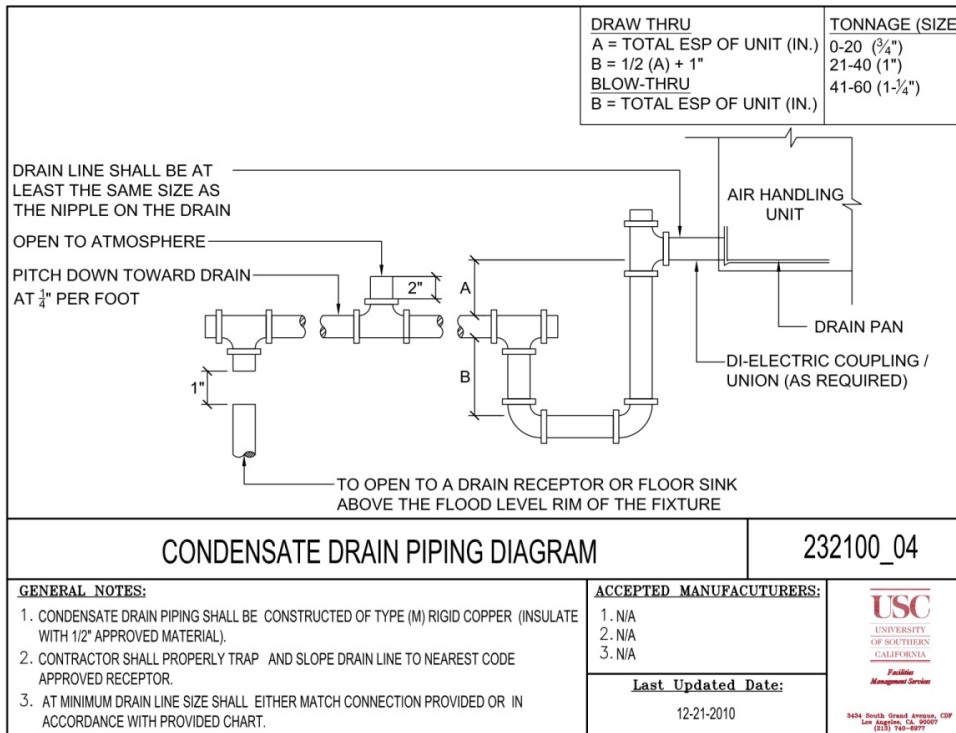 DRAW THRU
A = TOTAL ESP OF UNIT (IN.)
B = 1/2 (A) + 1"
BLOW-THRU
B = TOTAL ESP OF UNIT (IN.)
TONNAGE (SIZE
0-20 (3/4")
21-40 (1")
41-60 (1-1/4")
DRAIN LINE SHALL BE AT
LEAST THE SAME SIZE AS
THE NIPPLE ON THE DRAIN
OPEN TO ATMOSPHERE
PITCH DOWN TOWARD DRAIN
AT 1/4" PER FOOT
AIR HANDLING
UNIT
2"
A
B
1"
DRAIN PAN
DI-ELECTRIC COUPLING /
UNION (AS REQUIRED)
TO OPEN TO A DRAIN RECEPTOR OR FLOOR SINK
ABOVE THE FLOOD LEVEL RIM OF THE FIXTURE
CONDENSATE DRAIN PIPING DIAGRAM
232100_04
GENERAL NOTES:
1. CONDENSATE DRAIN PIPING SHALL BE CONSTRUCTED OF TYPE (M) RIGID COPPER (INSULATE
WITH 1/2" APPROVED MATERIAL).
2. CONTRACTOR SHALL PROPERLY TRAP AND SLOPE DRAIN LINE TO NEAREST CODE
APPROVED RECEPTOR.
3. AT MINIMUM DRAIN LINE SIZE SHALL EITHER MATCH CONNECTION PROVIDED OR IN
ACCORDANCE WITH PROVIDED CHART.
ACCEPTED MANUFACUTURERS:
1. N/A
2. N/A
3. N/A
Last Updated Date:
12-21-2010
USC
UNIVERSITY
OF SOUTHERN
CALIFORNIA
Facilities
Management Services
3434 South Grand Avenue, CDF
Los Angeles, CA. 90007
(213) 740-6977